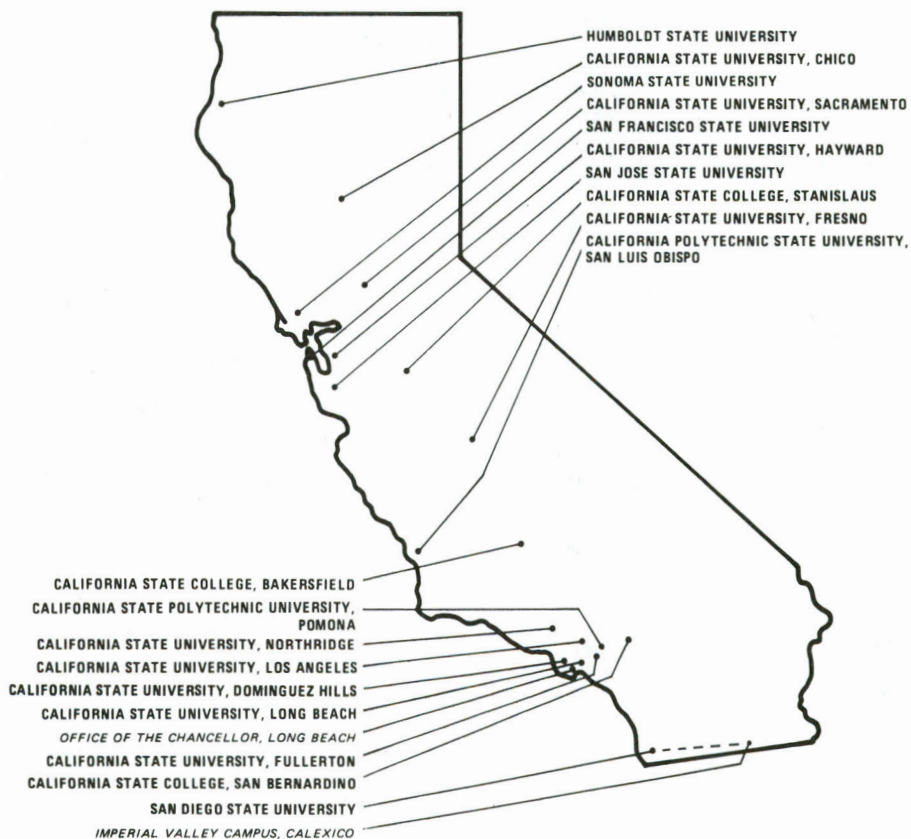 HUMBOLDT STATE UNIVERSITY
CALIFORNIA STATE UNIVERSITY, CHICO
SONOMA STATE UNIVERSITY
CALIFORNIA STATE UNIVERSITY, SACRAMENTO
SAN FRANCISCO STATE UNIVERSITY
CALIFORNIA STATE UNIVERSITY, HAYWARD
SAN JOSE STATE UNIVERSITY
CALIFORNIA STATE COLLEGE, STANISLAUS
CALIFORNIA STATE UNIVERSITY, FRESNO
CALIFORNIA POLYTECHNIC STATE UNIVERSITY,
SAN LUIS OBISPO
CALIFORNIA STATE COLLEGE, BAKERSFIELD
CALIFORNIA STATE POLYTECHNIC UNIVERSITY,
POMONA
CALIFORNIA STATE UNIVERSITY, NORTHRIDGE
CALIFORNIA STATE UNIVERSITY, LOS ANGELES
CALIFORNIA STATE UNIVERSITY, DOMINGUEZ HILLS
CALIFORNIA STATE UNIVERSITY, LONG BEACH
OFFICE OF THE CHANCELLOR, LONG BEACH
CALIFORNIA STATE UNIVERSITY, FULLERTON
CALIFORNIA STATE COLLEGE, SAN BERNARDINO
SAN DIEGO STATE UNIVERSITY
IMPERIAL VALLEY CAMPUS, CALEXICO